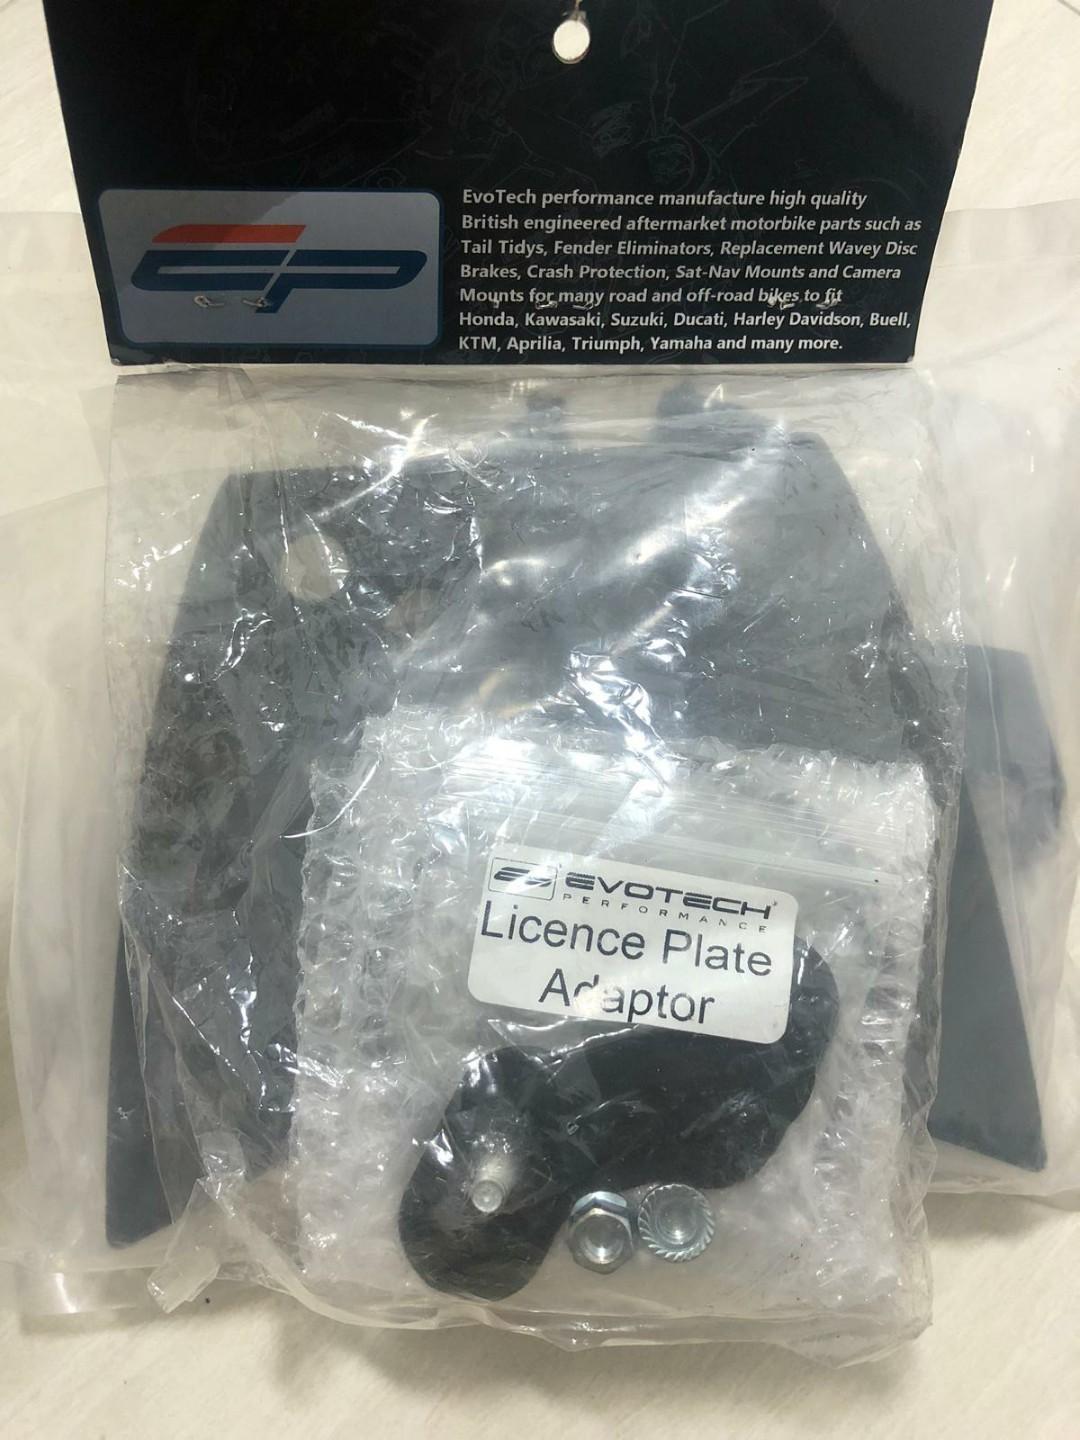 EP
EvoTech performance manufacture high quality
British engineered aftermarket motorbike parts such as
Tail Tidys, Fender Eliminators, Replacement Wavey Disc
Brakes, Crash Protection, Sat-Nav Mounts and Camera
Mounts for many road and off-road bikes to fit
Honda, Kawasaki, Suzuki, Ducati, Harley Davidson, Buell,
KTM, Aprilia, Triumph, Yamaha and many more.
EP EVOTECH
PERFORMANCE
Licence Plate
Adaptor